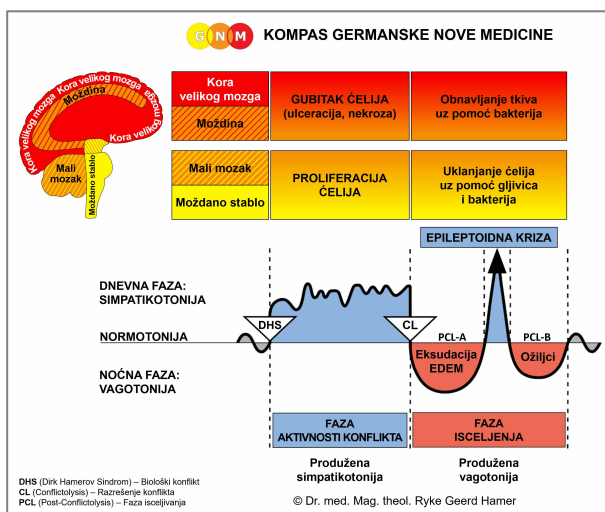 GNM KOMPAS GERMANSKE NOVE MEDICINE
Kora velikog mozga Kora velikog mozga Kora velikog mozga
Moždina
Kora velikog
Mali
mozak
Moždano stablo
Kora
velikog mozga
Moždina
GUBITAK ĆELIJA
(ulceracija, nekroza)
Obnavljanje tkiva
uz pomoć bakterija
Mali mozak
Moždano stablo
PROLIFERACIJA
ĆELIJA
Uklanjanje ćelija
uz pomoć gljivica
i bakterija
EPILEPTOIDNA KRIZA
DNEVNA FAZA:
SIMPATIKOTONIJA
DHS
CL
NORMOTONIJA
PCL-A
PCL-B
Eksudacija
EDEM
Ožiljci
NOĆNA FAZA:
VAGOTONIJA
FAZA
AKTIVNOSTI KONFLIKTA
FAZA
ISCELJENJA
Produžena
simpatikotonija
Produžena
vagotonija
DHS (Dirk Hamerov Sindrom) – Biološki konflikt
CL (Conflictolysis) – Razrešenje konflikta
PCL (Post-Conflictolysis) – Faza isceljivanja
© Dr. med. Mag. theol. Ryke Geerd Hamer